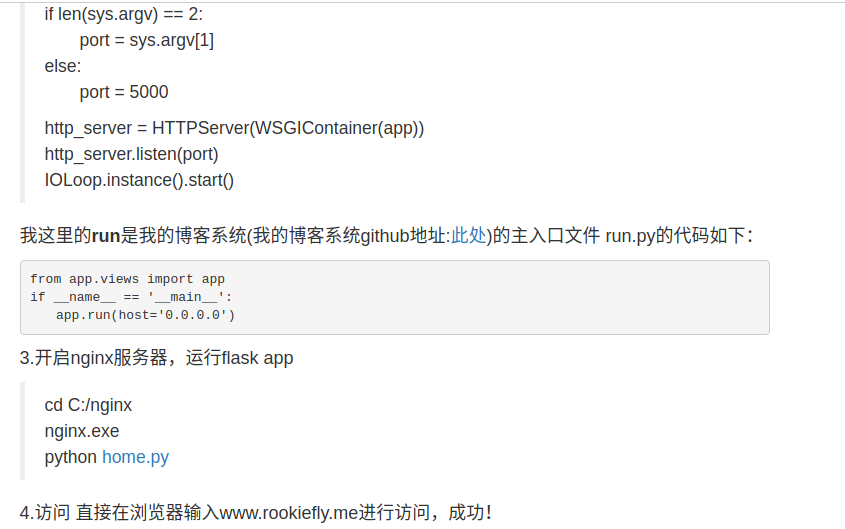 if len(sys.argv) == 2:
port = sys.argv[1]
else:
port = 5000
http_server = HTTPServer(WSGIContainer(app))
http_server.listen(port)
IOLoop.instance().start()
我这里的run是我的博客系统(我的博客系统github地址:此处)的主入口文件 run.py的代码如下：
from app.views import app
if __name__ == '__main__':
app.run(host='0.0.0.0')
3.开启nginx服务器，运行flask app
cd C:/nginx
nginx.exe
python home.py
4.访问 直接在浏览器输入www.rookiefly.me进行访问，成功！